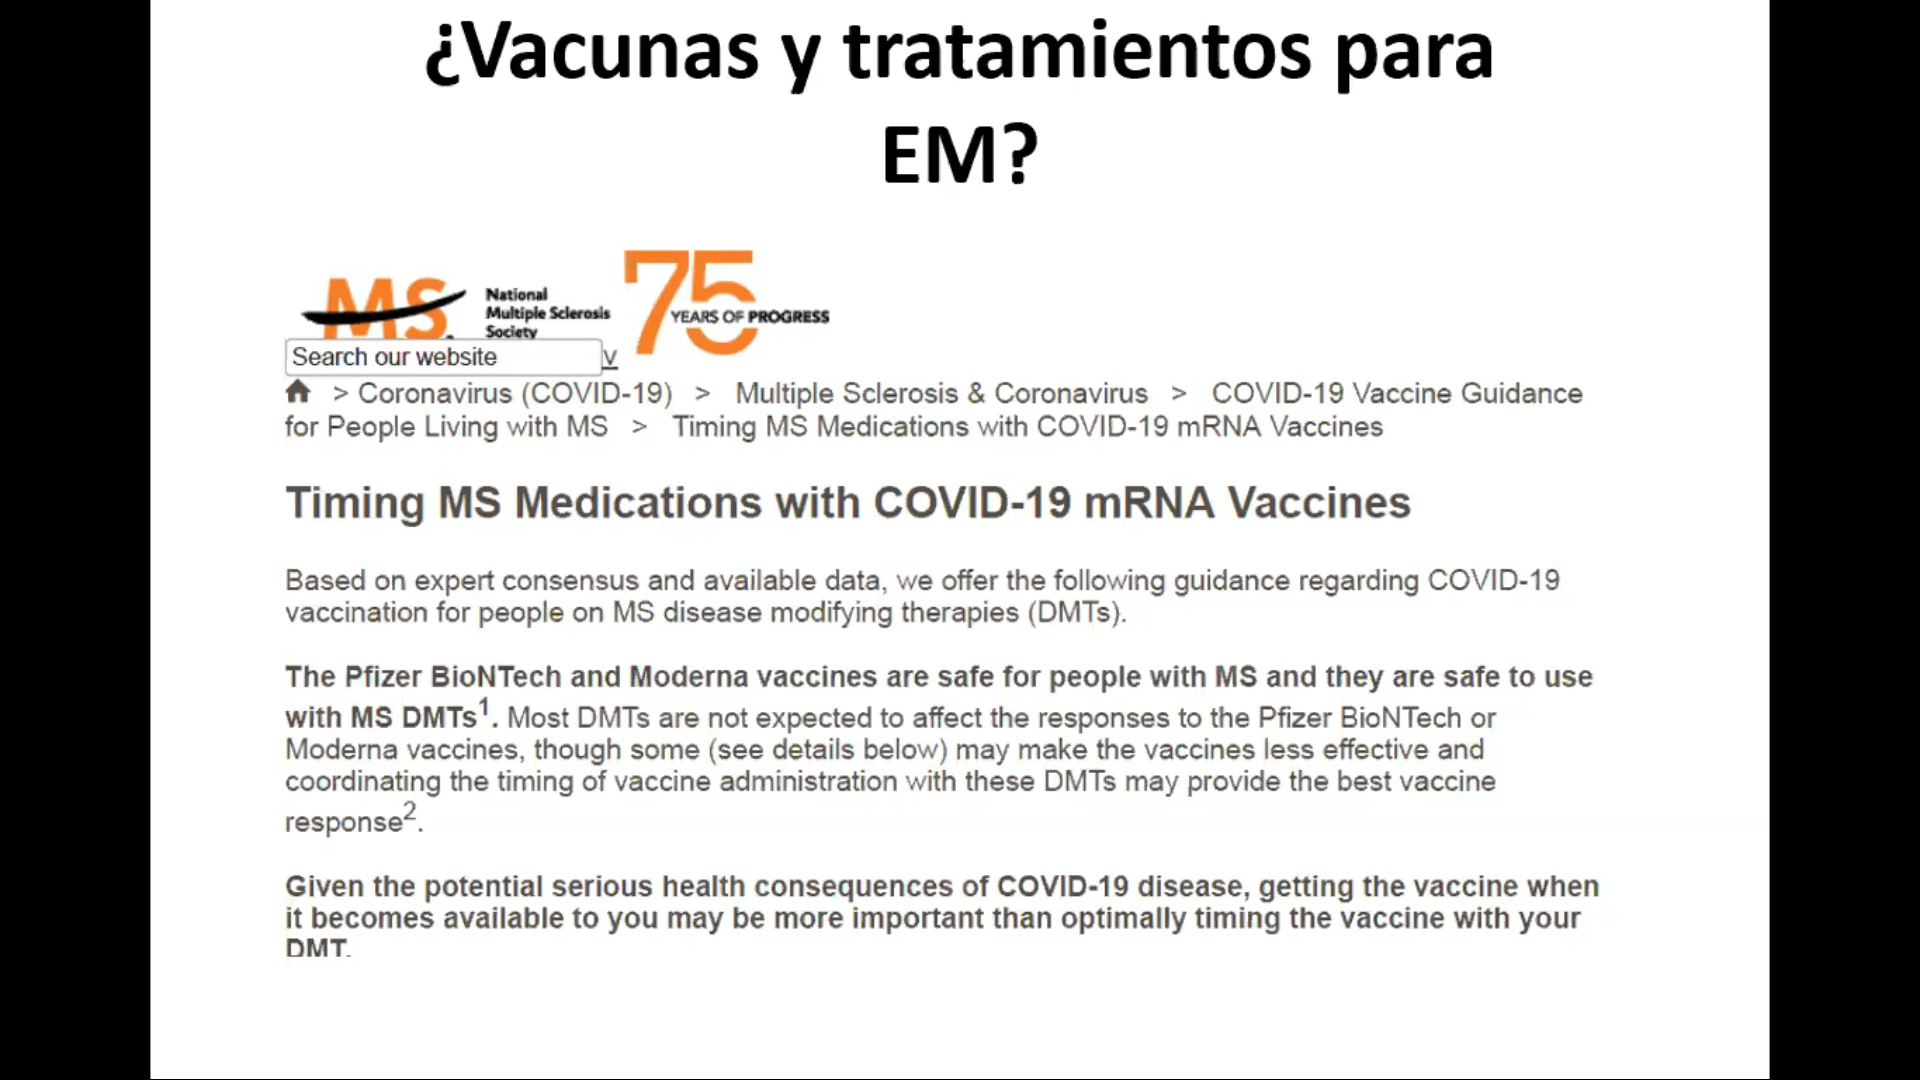 ¿Vacunas y tratamientos para
EM?
MS National
Multiple Sclerosis
Society
75
YEARS OF PROGRESS
Search our website
v
> Coronavirus (COVID-19) > Multiple Sclerosis & Coronavirus > COVID-19 Vaccine Guidance
for People Living with MS > Timing MS Medications with COVID-19 mRNA Vaccines
Timing MS Medications with COVID-19 mRNA Vaccines
Based on expert consensus and available data, we offer the following guidance regarding COVID-19
vaccination for people on MS disease modifying therapies (DMTs).
The Pfizer BioNTech and Moderna vaccines are safe for people with MS and they are safe to use
with MS DMTs¹. Most DMTs are not expected to affect the responses to the Pfizer BioNTech or
Moderna vaccines, though some (see details below) may make the vaccines less effective and
coordinating the timing of vaccine administration with these DMTs may provide the best vaccine
response².
Given the potential serious health consequences of COVID-19 disease, getting the vaccine when
it becomes available to you may be more important than optimally timing the vaccine with your
DMT.